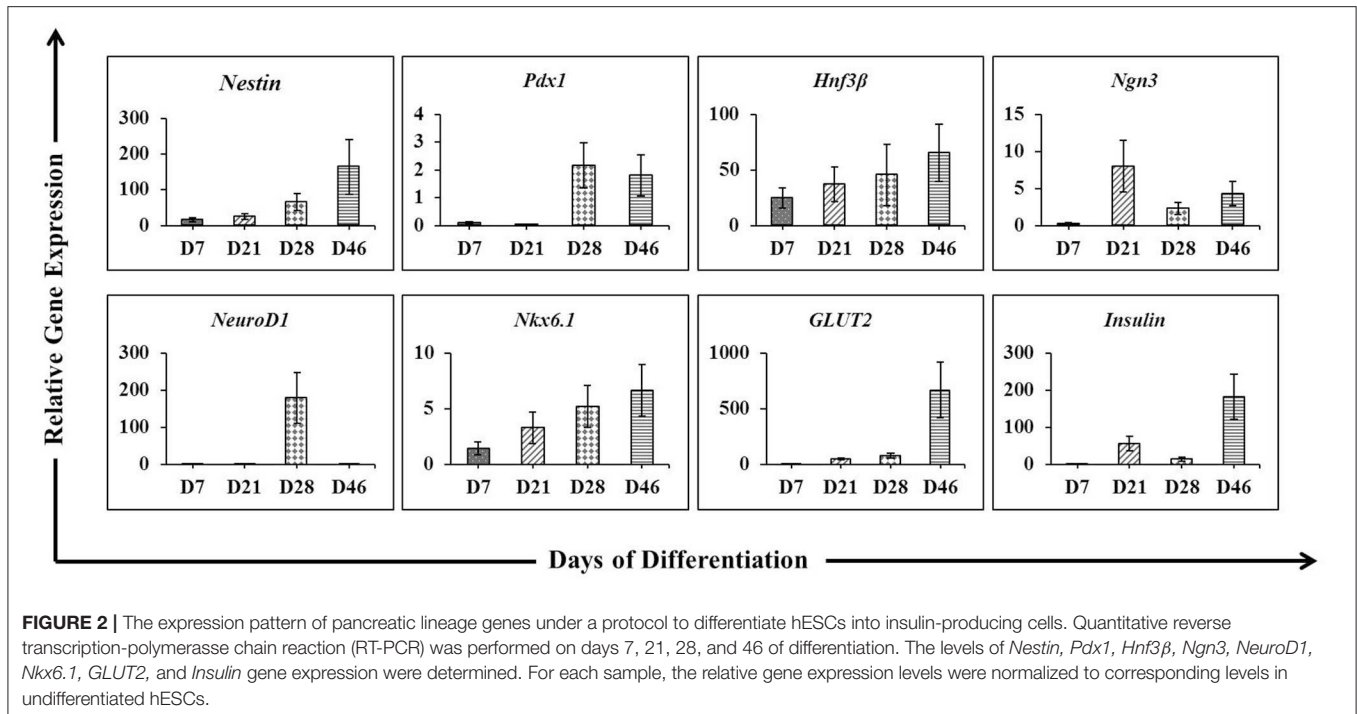 Relative Gene Expression
Nestin
300
200
100
0
D7 D21 D28 D46
Pdx1
4
3
2
1
0
D7 D21 D28 D46
Hnf3β
100
50
0
D7 D21 D28 D46
Ngn3
15
10
5
0
D7 D21 D28 D46
NeuroD1
300
200
100
0
D7 D21 D28 D46
Nkx6.1
10
5
0
D7 D21 D28 D46
GLUT2
1000
500
0
D7 D21 D28 D46
Insulin
300
200
100
0
D7 D21 D28 D46
Days of Differentiation
FIGURE 2 | The expression pattern of pancreatic lineage genes under a protocol to differentiate hESCs into insulin-producing cells. Quantitative reverse
transcription-polymerasse chain reaction (RT-PCR) was performed on days 7, 21, 28, and 46 of differentiation. The levels of Nestin, Pdx1, Hnf3β, Ngn3, NeuroD1,
Nkx6.1, GLUT2, and Insulin gene expression were determined. For each sample, the relative gene expression levels were normalized to corresponding levels in
undifferentiated hESCs.